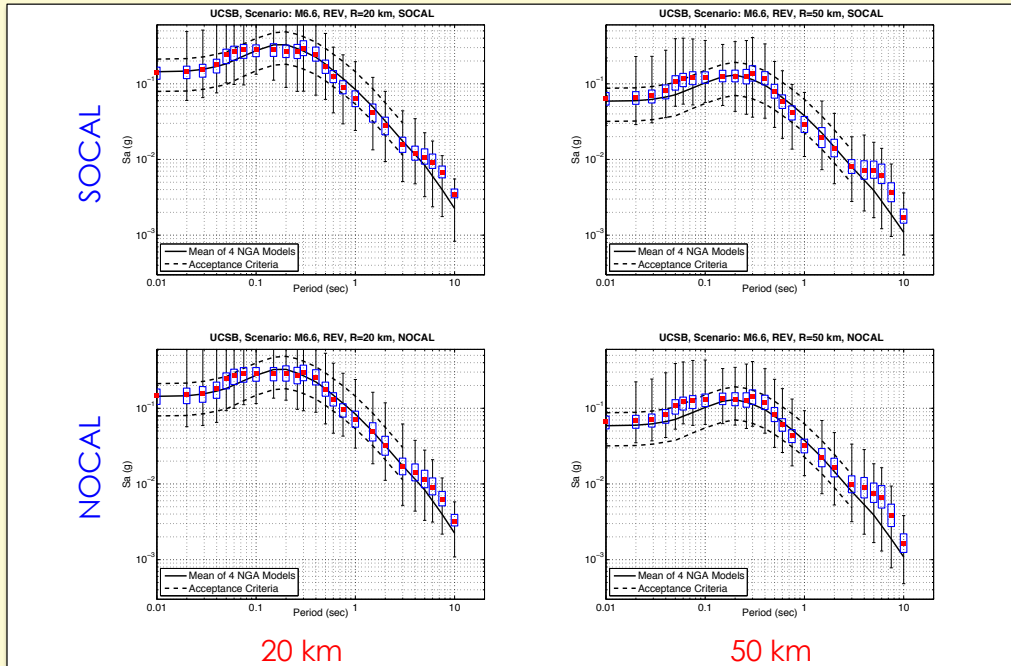 SOCAL
UCSB, Scenario: M6.6, REV, R=20 km, SOCAL
Sa (g)
10⁻¹
10⁻²
10⁻³
Mean of 4 NGA Models
Acceptance Criteria
0.01 0.1 1 10
Period (sec)
UCSB, Scenario: M6.6, REV, R=50 km, SOCAL
Sa (g)
10⁻¹
10⁻²
10⁻³
Mean of 4 NGA Models
Acceptance Criteria
0.01 0.1 1 10
Period (sec)
NOCAL
UCSB, Scenario: M6.6, REV, R=20 km, NOCAL
Sa (g)
10⁻¹
10⁻²
10⁻³
Mean of 4 NGA Models
Acceptance Criteria
0.01 0.1 1 10
Period (sec)
UCSB, Scenario: M6.6, REV, R=50 km, NOCAL
Sa (g)
10⁻¹
10⁻²
10⁻³
Mean of 4 NGA Models
Acceptance Criteria
0.01 0.1 1 10
Period (sec)
20 km
50 km